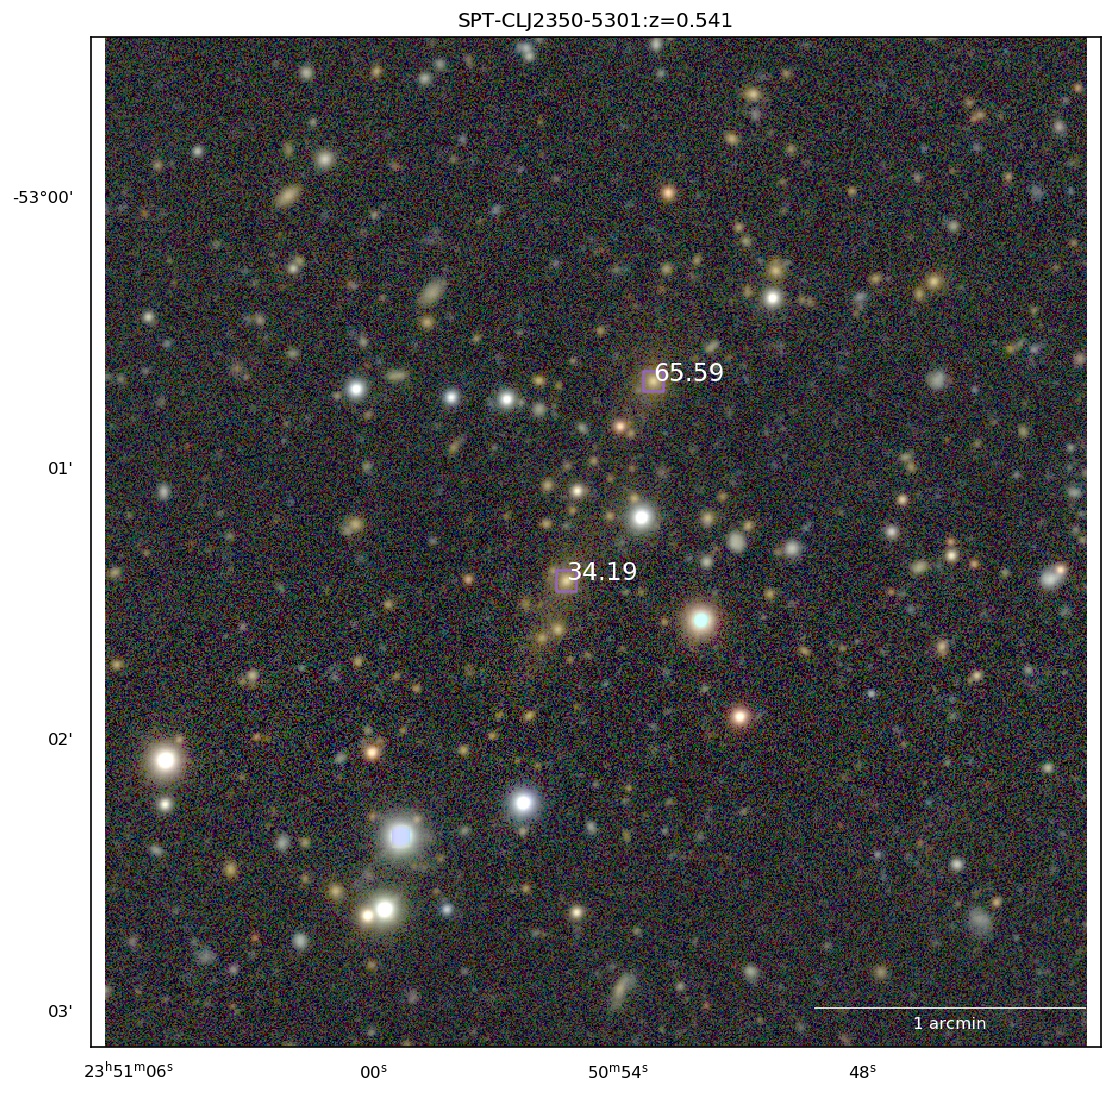 SPT-CLJ2350-5301:z=0.541
-53°00'
65.59
01'
34.19
02'
03'
1 arcmin
23ʰ51ᵐ06ˢ 00ˢ 50ᵐ54ˢ 48ˢ